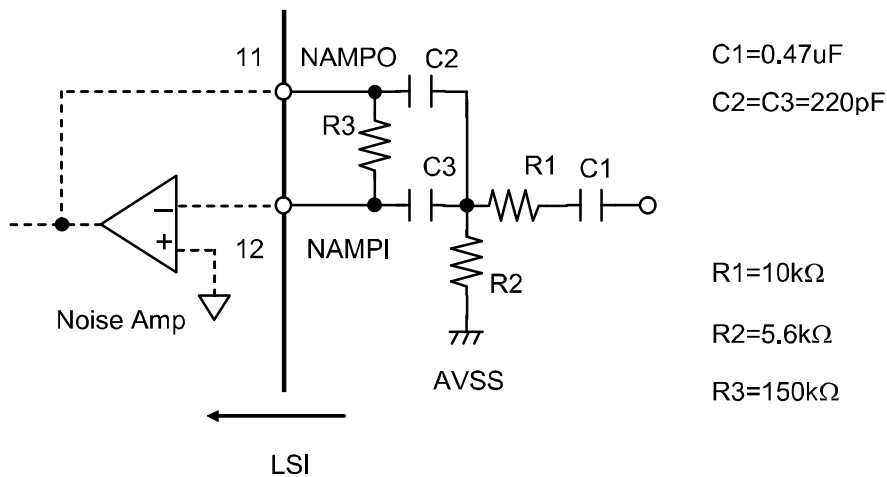 11
NAMPO
C2
R3
C3
R1
C1
12
NAMPI
R2
−
+
Noise Amp
AVSS
LSI
C1=0.47uF
C2=C3=220pF
R1=10kΩ
R2=5.6kΩ
R3=150kΩ